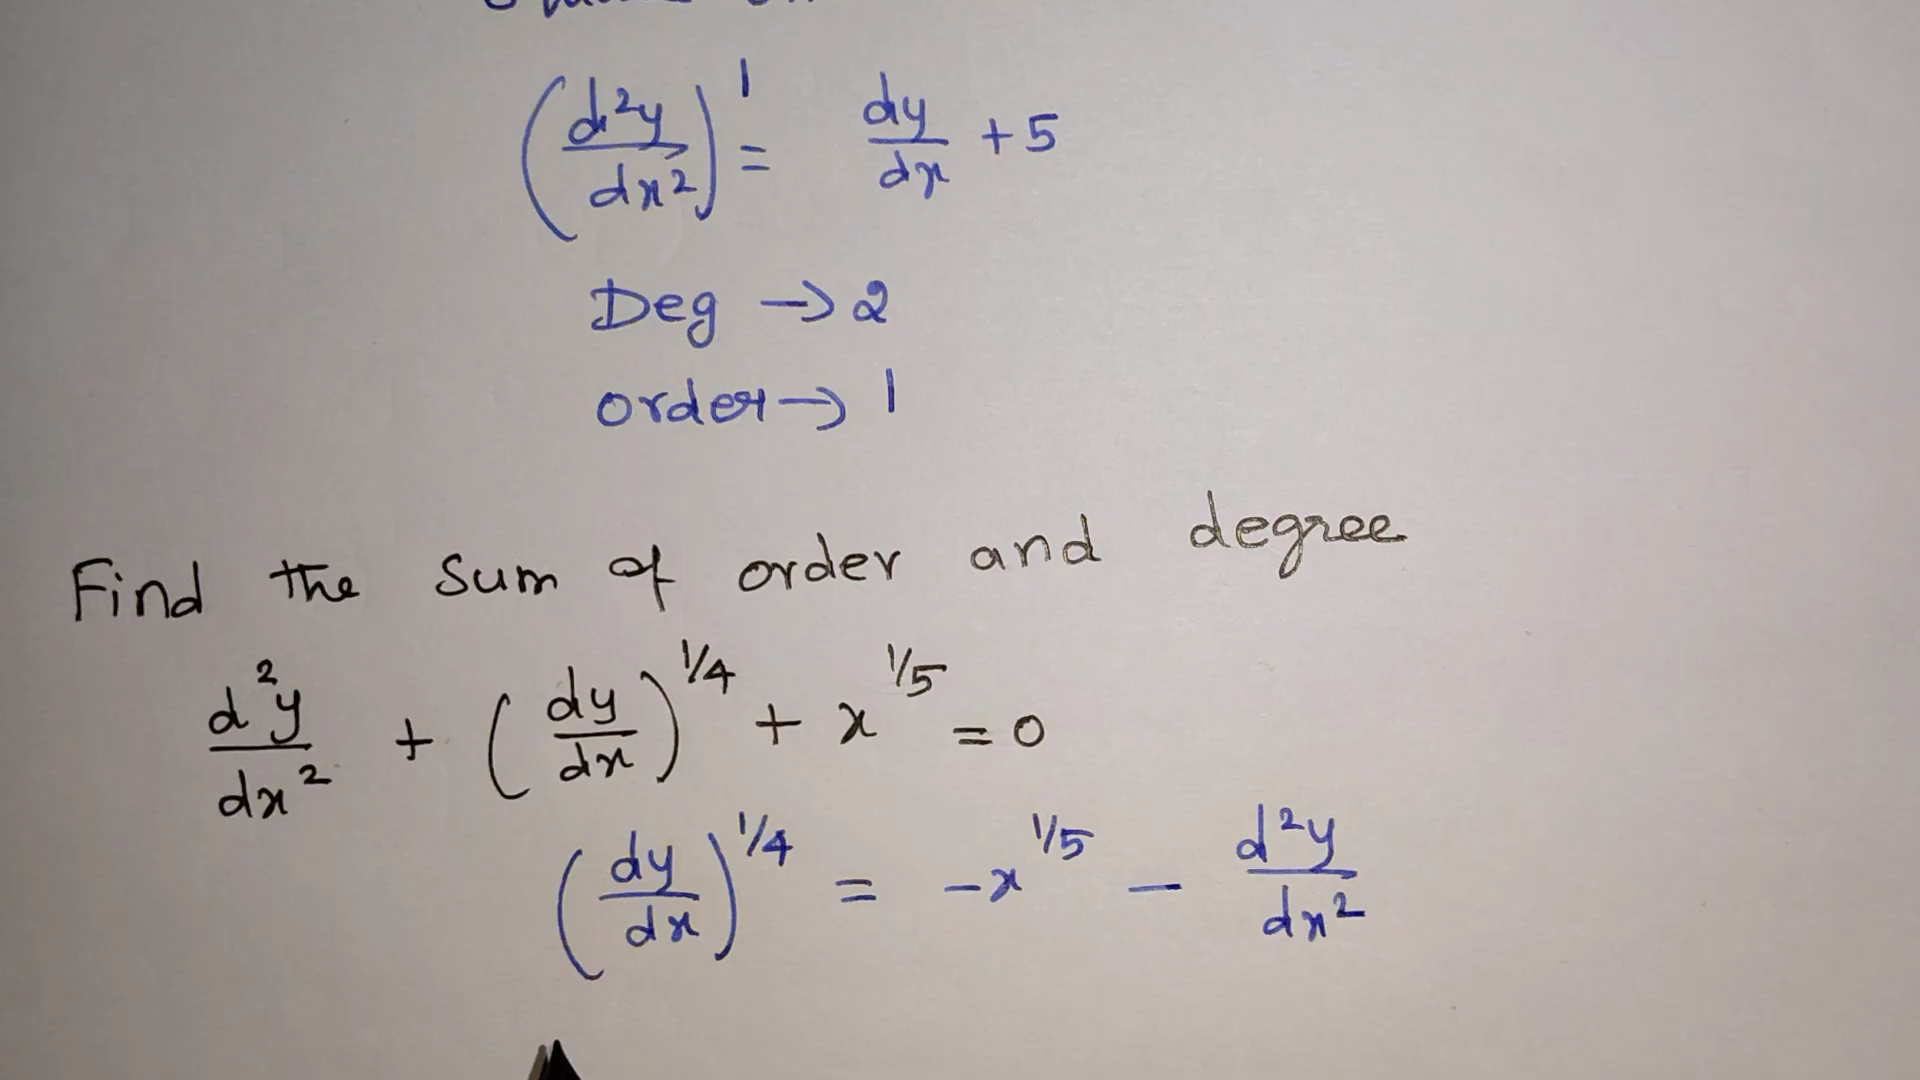 (d²y/dx²)¹ = dy/dx + 5
Deg → 2
order → 1
Find the sum of order and degree
d²y/dx² + (dy/dx)^1/4 + x^1/5 = 0
(dy/dx)^1/4 = -x^1/5 - d²y/dx²